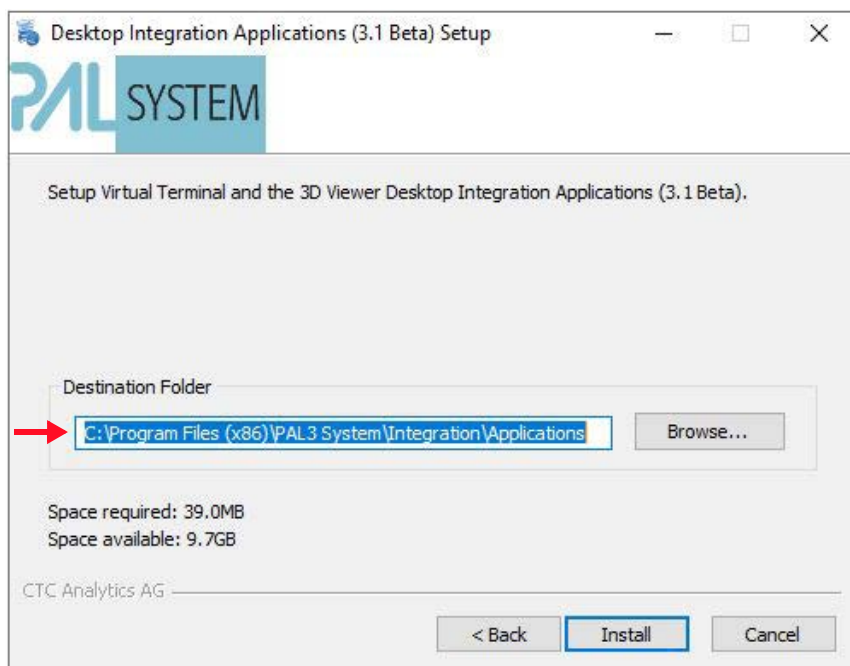 Desktop Integration Applications (3.1 Beta) Setup
PAL SYSTEM
Setup Virtual Terminal and the 3D Viewer Desktop Integration Applications (3.1 Beta).
Destination Folder
C:\Program Files (x86)\PAL3 System\Integration\Applications
Browse...
Space required: 39.0MB
Space available: 9.7GB
CTC Analytics AG
< Back
Install
Cancel